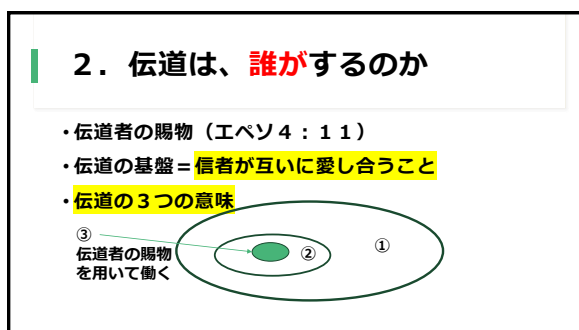 ２．伝道は、誰がするのか
・伝道者の賜物（エペソ４：１１）
・伝道の基盤＝信者が互いに愛し合うこと
・伝道の３つの意味
③
伝道者の賜物
を用いて働く
②
①